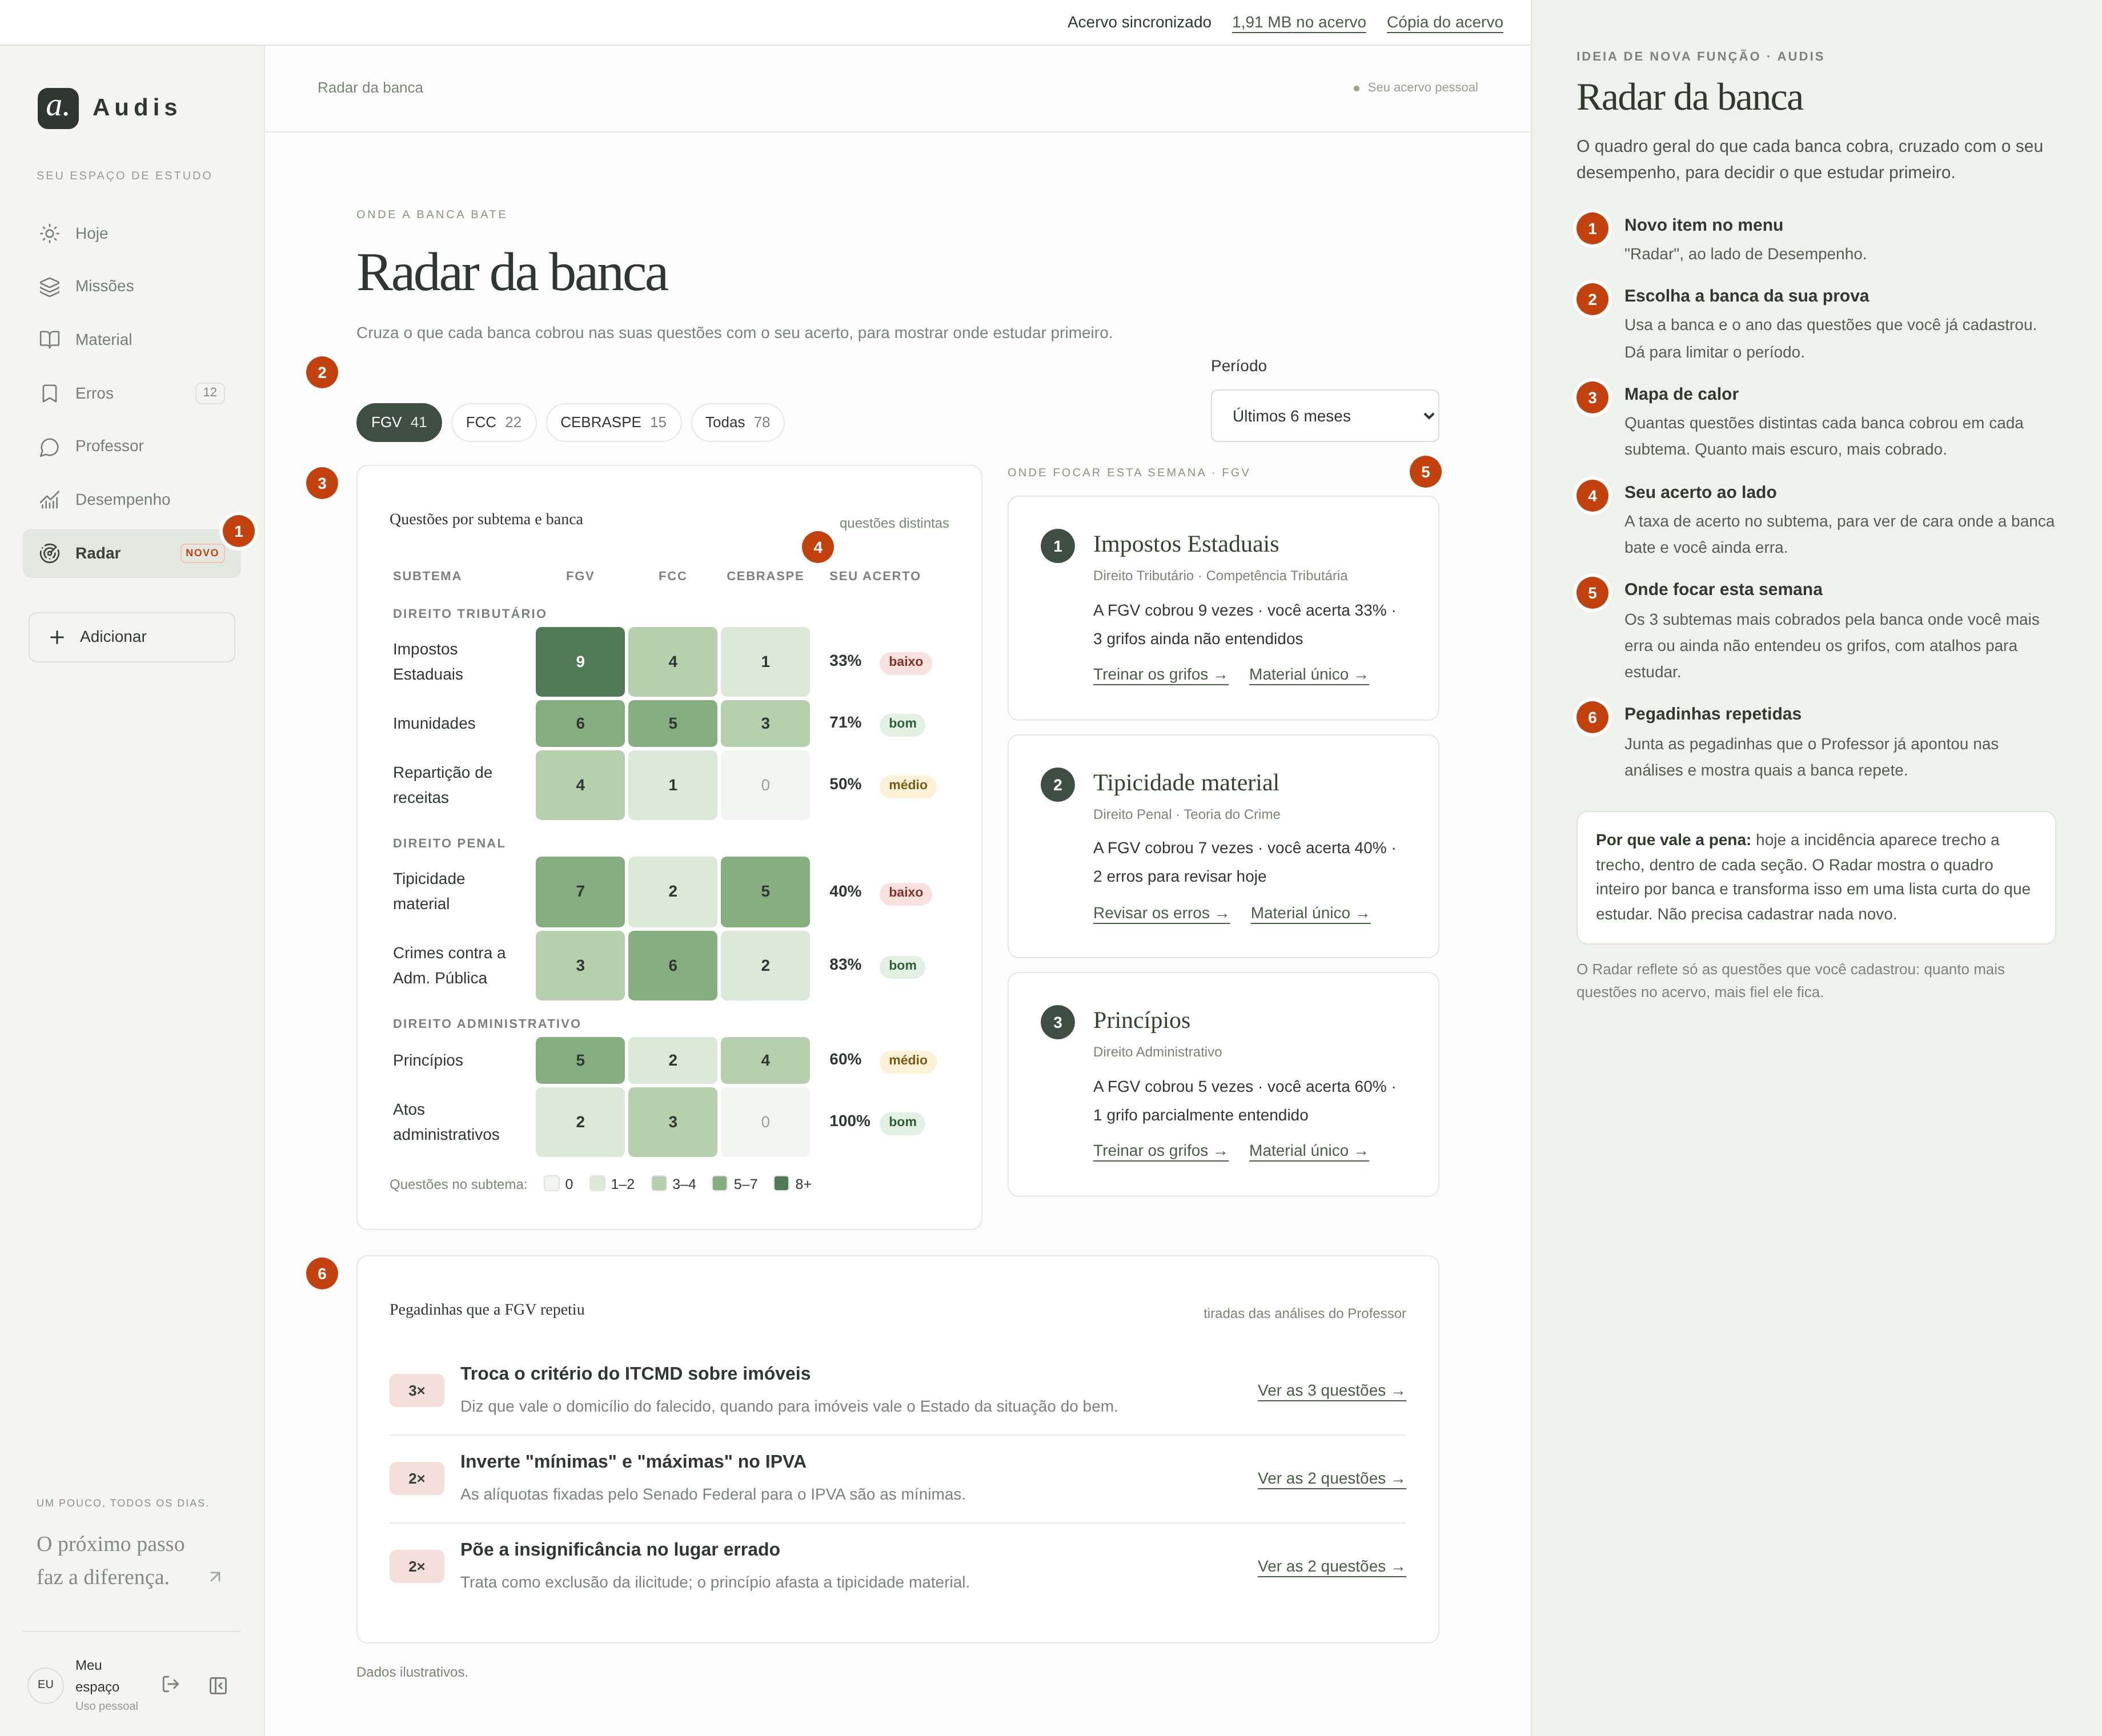 Acervo sincronizado 1,91 MB no acervo Cópia do acervo
a. Audis
SEU ESPAÇO DE ESTUDO
Hoje
Missões
Material
Erros 12
Professor
Desempenho
1
Radar NOVO
Adicionar
UM POUCO, TODOS OS DIAS.
O próximo passo
faz a diferença.
EU
Meu
espaço
Uso pessoal
Radar da banca
Seu acervo pessoal
ONDE A BANCA BATE
Radar da banca
Cruza o que cada banca cobrou nas suas questões com o seu acerto, para mostrar onde estudar primeiro.
2
FGV 41 FCC 22 CEBRASPE 15 Todas 78
Período
Últimos 6 meses
3
Questões por subtema e banca
questões distintas
4
SUBTEMA FGV FCC CEBRASPE SEU ACERTO
DIREITO TRIBUTÁRIO
Impostos
Estaduais
9 4 1 33% baixo
Imunidades 6 5 3 71% bom
Repartição de
receitas
4 1 0 50% médio
DIREITO PENAL
Tipicidade
material
7 2 5 40% baixo
Crimes contra a
Adm. Pública
3 6 2 83% bom
DIREITO ADMINISTRATIVO
Princípios 5 2 4 60% médio
Atos
administrativos
2 3 0 100% bom
Questões no subtema: 0 1–2 3–4 5–7 8+
ONDE FOCAR ESTA SEMANA · FGV
5
1
Impostos Estaduais
Direito Tributário · Competência Tributária
A FGV cobrou 9 vezes · você acerta 33% ·
3 grifos ainda não entendidos
Treinar os grifos → Material único →
2
Tipicidade material
Direito Penal · Teoria do Crime
A FGV cobrou 7 vezes · você acerta 40% ·
2 erros para revisar hoje
Revisar os erros → Material único →
3
Princípios
Direito Administrativo
A FGV cobrou 5 vezes · você acerta 60% ·
1 grifo parcialmente entendido
Treinar os grifos → Material único →
6
Pegadinhas que a FGV repetiu
tiradas das análises do Professor
3×
Troca o critério do ITCMD sobre imóveis
Diz que vale o domicílio do falecido, quando para imóveis vale o Estado da situação do bem.
Ver as 3 questões →
2×
Inverte "mínimas" e "máximas" no IPVA
As alíquotas fixadas pelo Senado Federal para o IPVA são as mínimas.
Ver as 2 questões →
2×
Põe a insignificância no lugar errado
Trata como exclusão da ilicitude; o princípio afasta a tipicidade material.
Ver as 2 questões →
Dados ilustrativos.
IDEIA DE NOVA FUNÇÃO · AUDIS
Radar da banca
O quadro geral do que cada banca cobra, cruzado com o seu
desempenho, para decidir o que estudar primeiro.
1
Novo item no menu
"Radar", ao lado de Desempenho.
2
Escolha a banca da sua prova
Usa a banca e o ano das questões que você já cadastrou.
Dá para limitar o período.
3
Mapa de calor
Quantas questões distintas cada banca cobrou em cada
subtema. Quanto mais escuro, mais cobrado.
4
Seu acerto ao lado
A taxa de acerto no subtema, para ver de cara onde a banca
bate e você ainda erra.
5
Onde focar esta semana
Os 3 subtemas mais cobrados pela banca onde você mais
erra ou ainda não entendeu os grifos, com atalhos para
estudar.
6
Pegadinhas repetidas
Junta as pegadinhas que o Professor já apontou nas
análises e mostra quais a banca repete.
Por que vale a pena: hoje a incidência aparece trecho a
trecho, dentro de cada seção. O Radar mostra o quadro
inteiro por banca e transforma isso em uma lista curta do que
estudar. Não precisa cadastrar nada novo.
O Radar reflete só as questões que você cadastrou: quanto mais
questões no acervo, mais fiel ele fica.